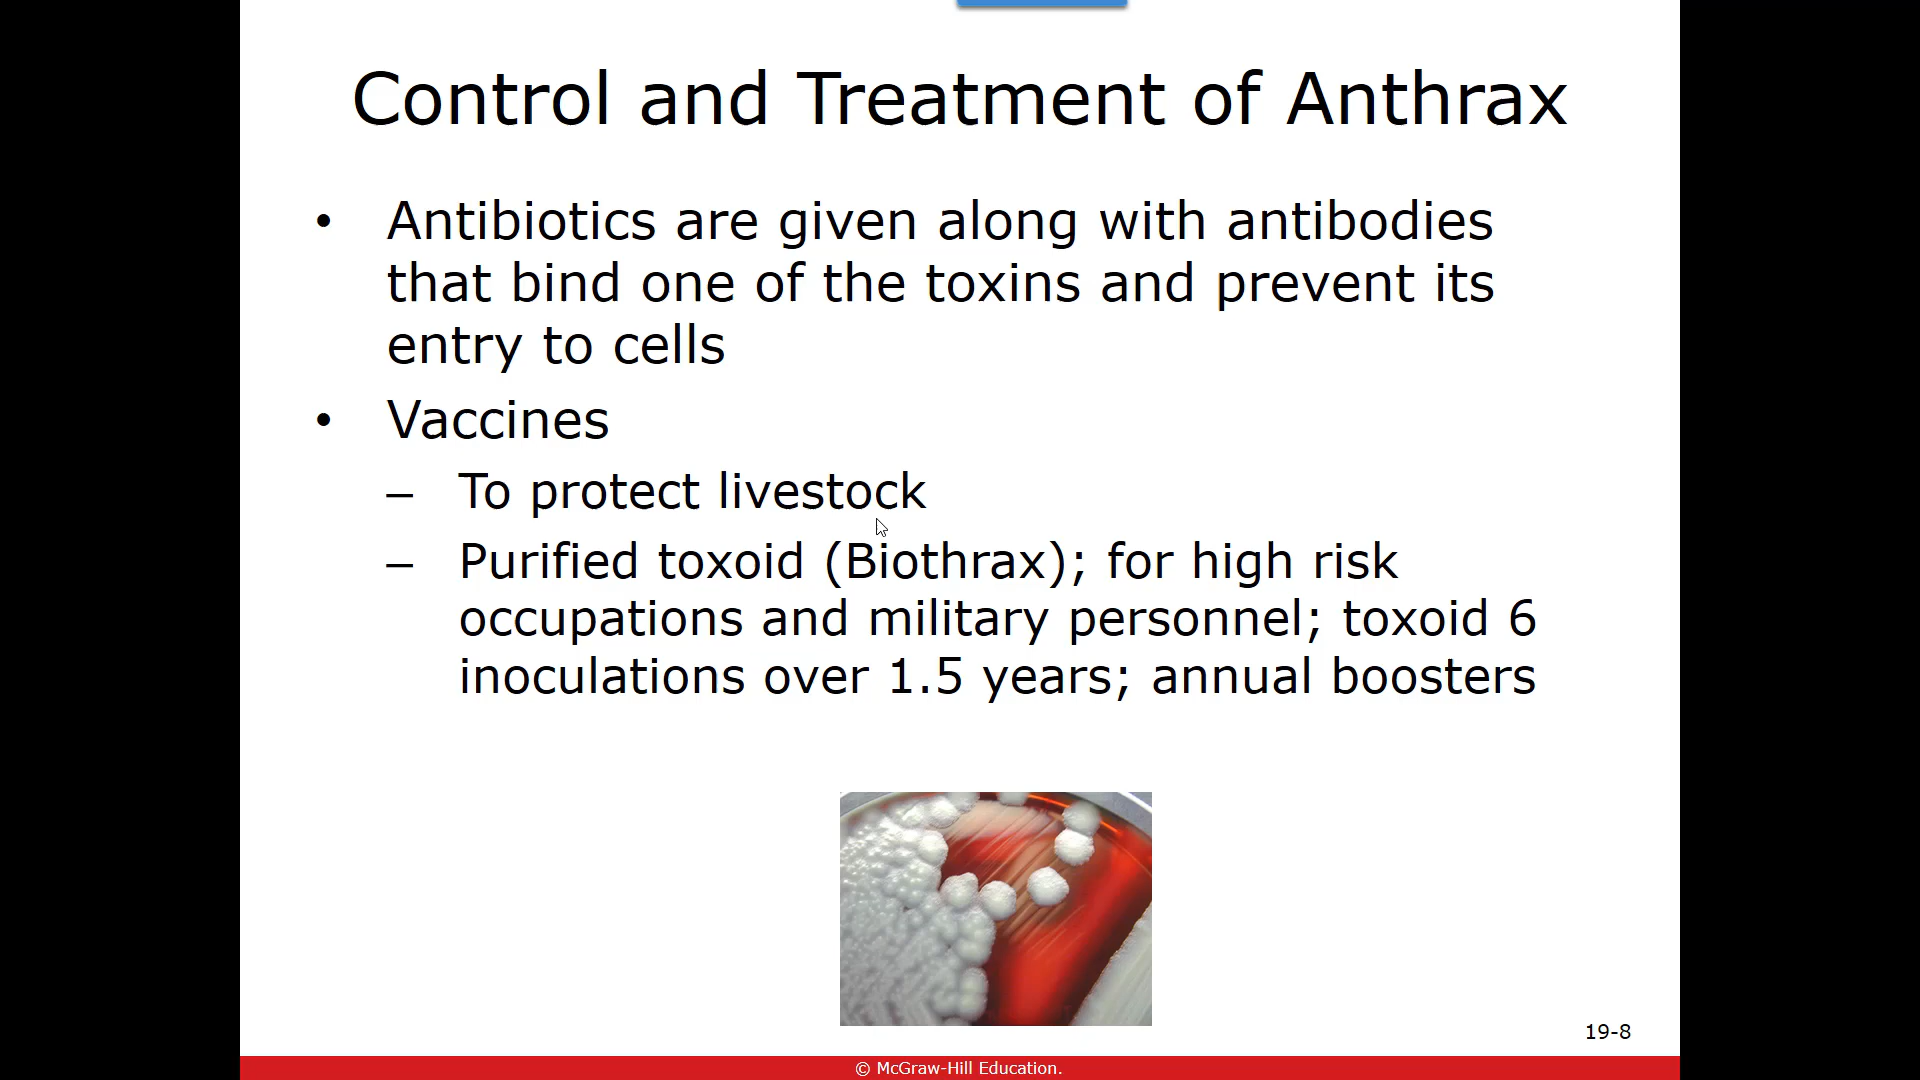 Control and Treatment of Anthrax
• Antibiotics are given along with antibodies
that bind one of the toxins and prevent its
entry to cells
• Vaccines
– To protect livestock
– Purified toxoid (Biothrax); for high risk
occupations and military personnel; toxoid 6
inoculations over 1.5 years; annual boosters
19-8
© McGraw-Hill Education.